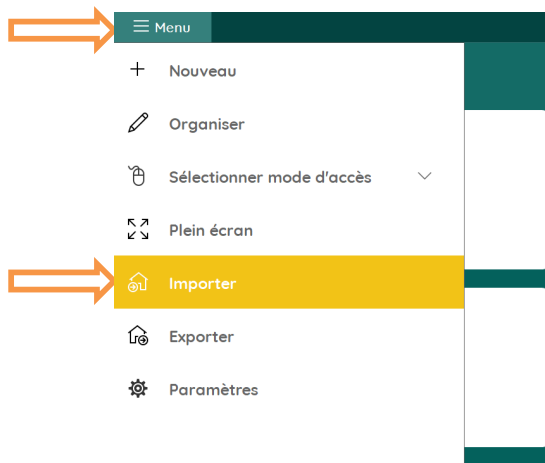 Menu
Nouveau
Organiser
Sélectionner mode d'accès
Plein écran
Importer
Exporter
Paramètres